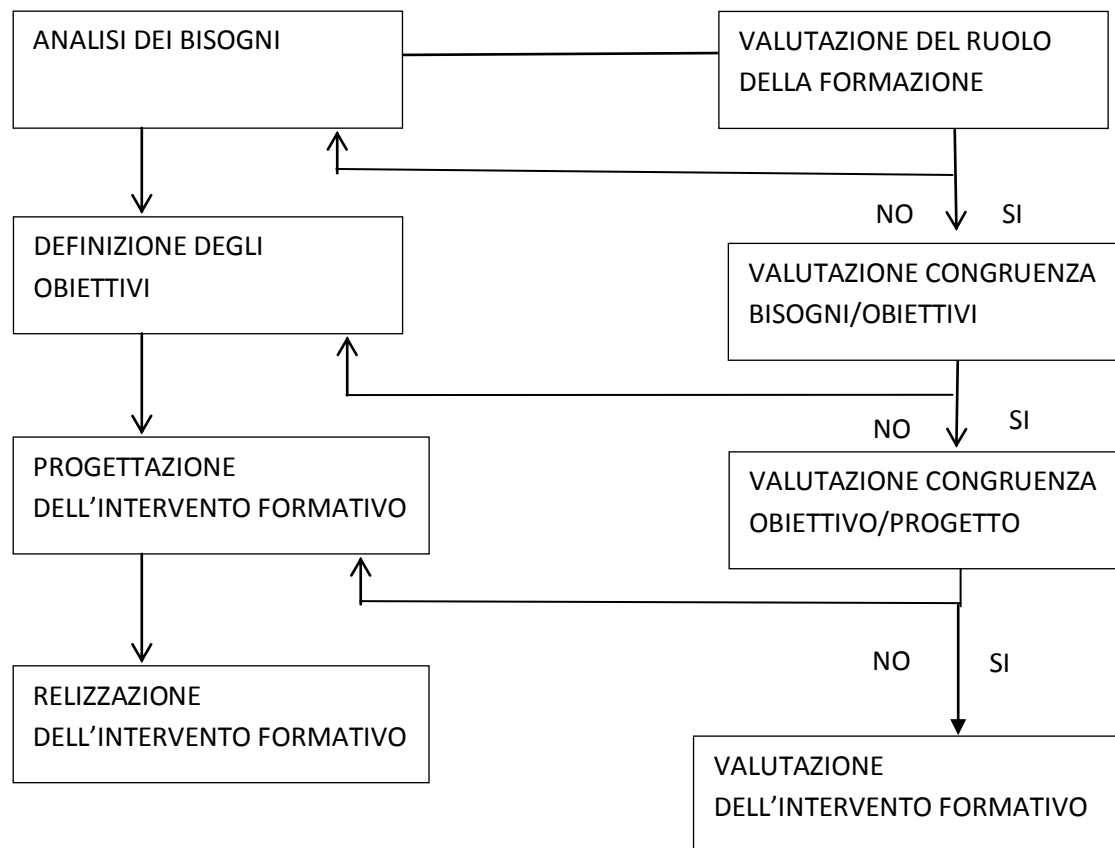 ANALISI DEI BISOGNI
VALUTAZIONE DEL RUOLO
DELLA FORMAZIONE
NO
SI
DEFINIZIONE DEGLI
OBIETTIVI
VALUTAZIONE CONGRUENZA
BISOGNI/OBIETTIVI
NO
SI
PROGETTAZIONE
DELL’INTERVENTO FORMATIVO
VALUTAZIONE CONGRUENZA
OBIETTIVO/PROGETTO
NO
SI
RELIZZAZIONE
DELL’INTERVENTO FORMATIVO
VALUTAZIONE
DELL’INTERVENTO FORMATIVO